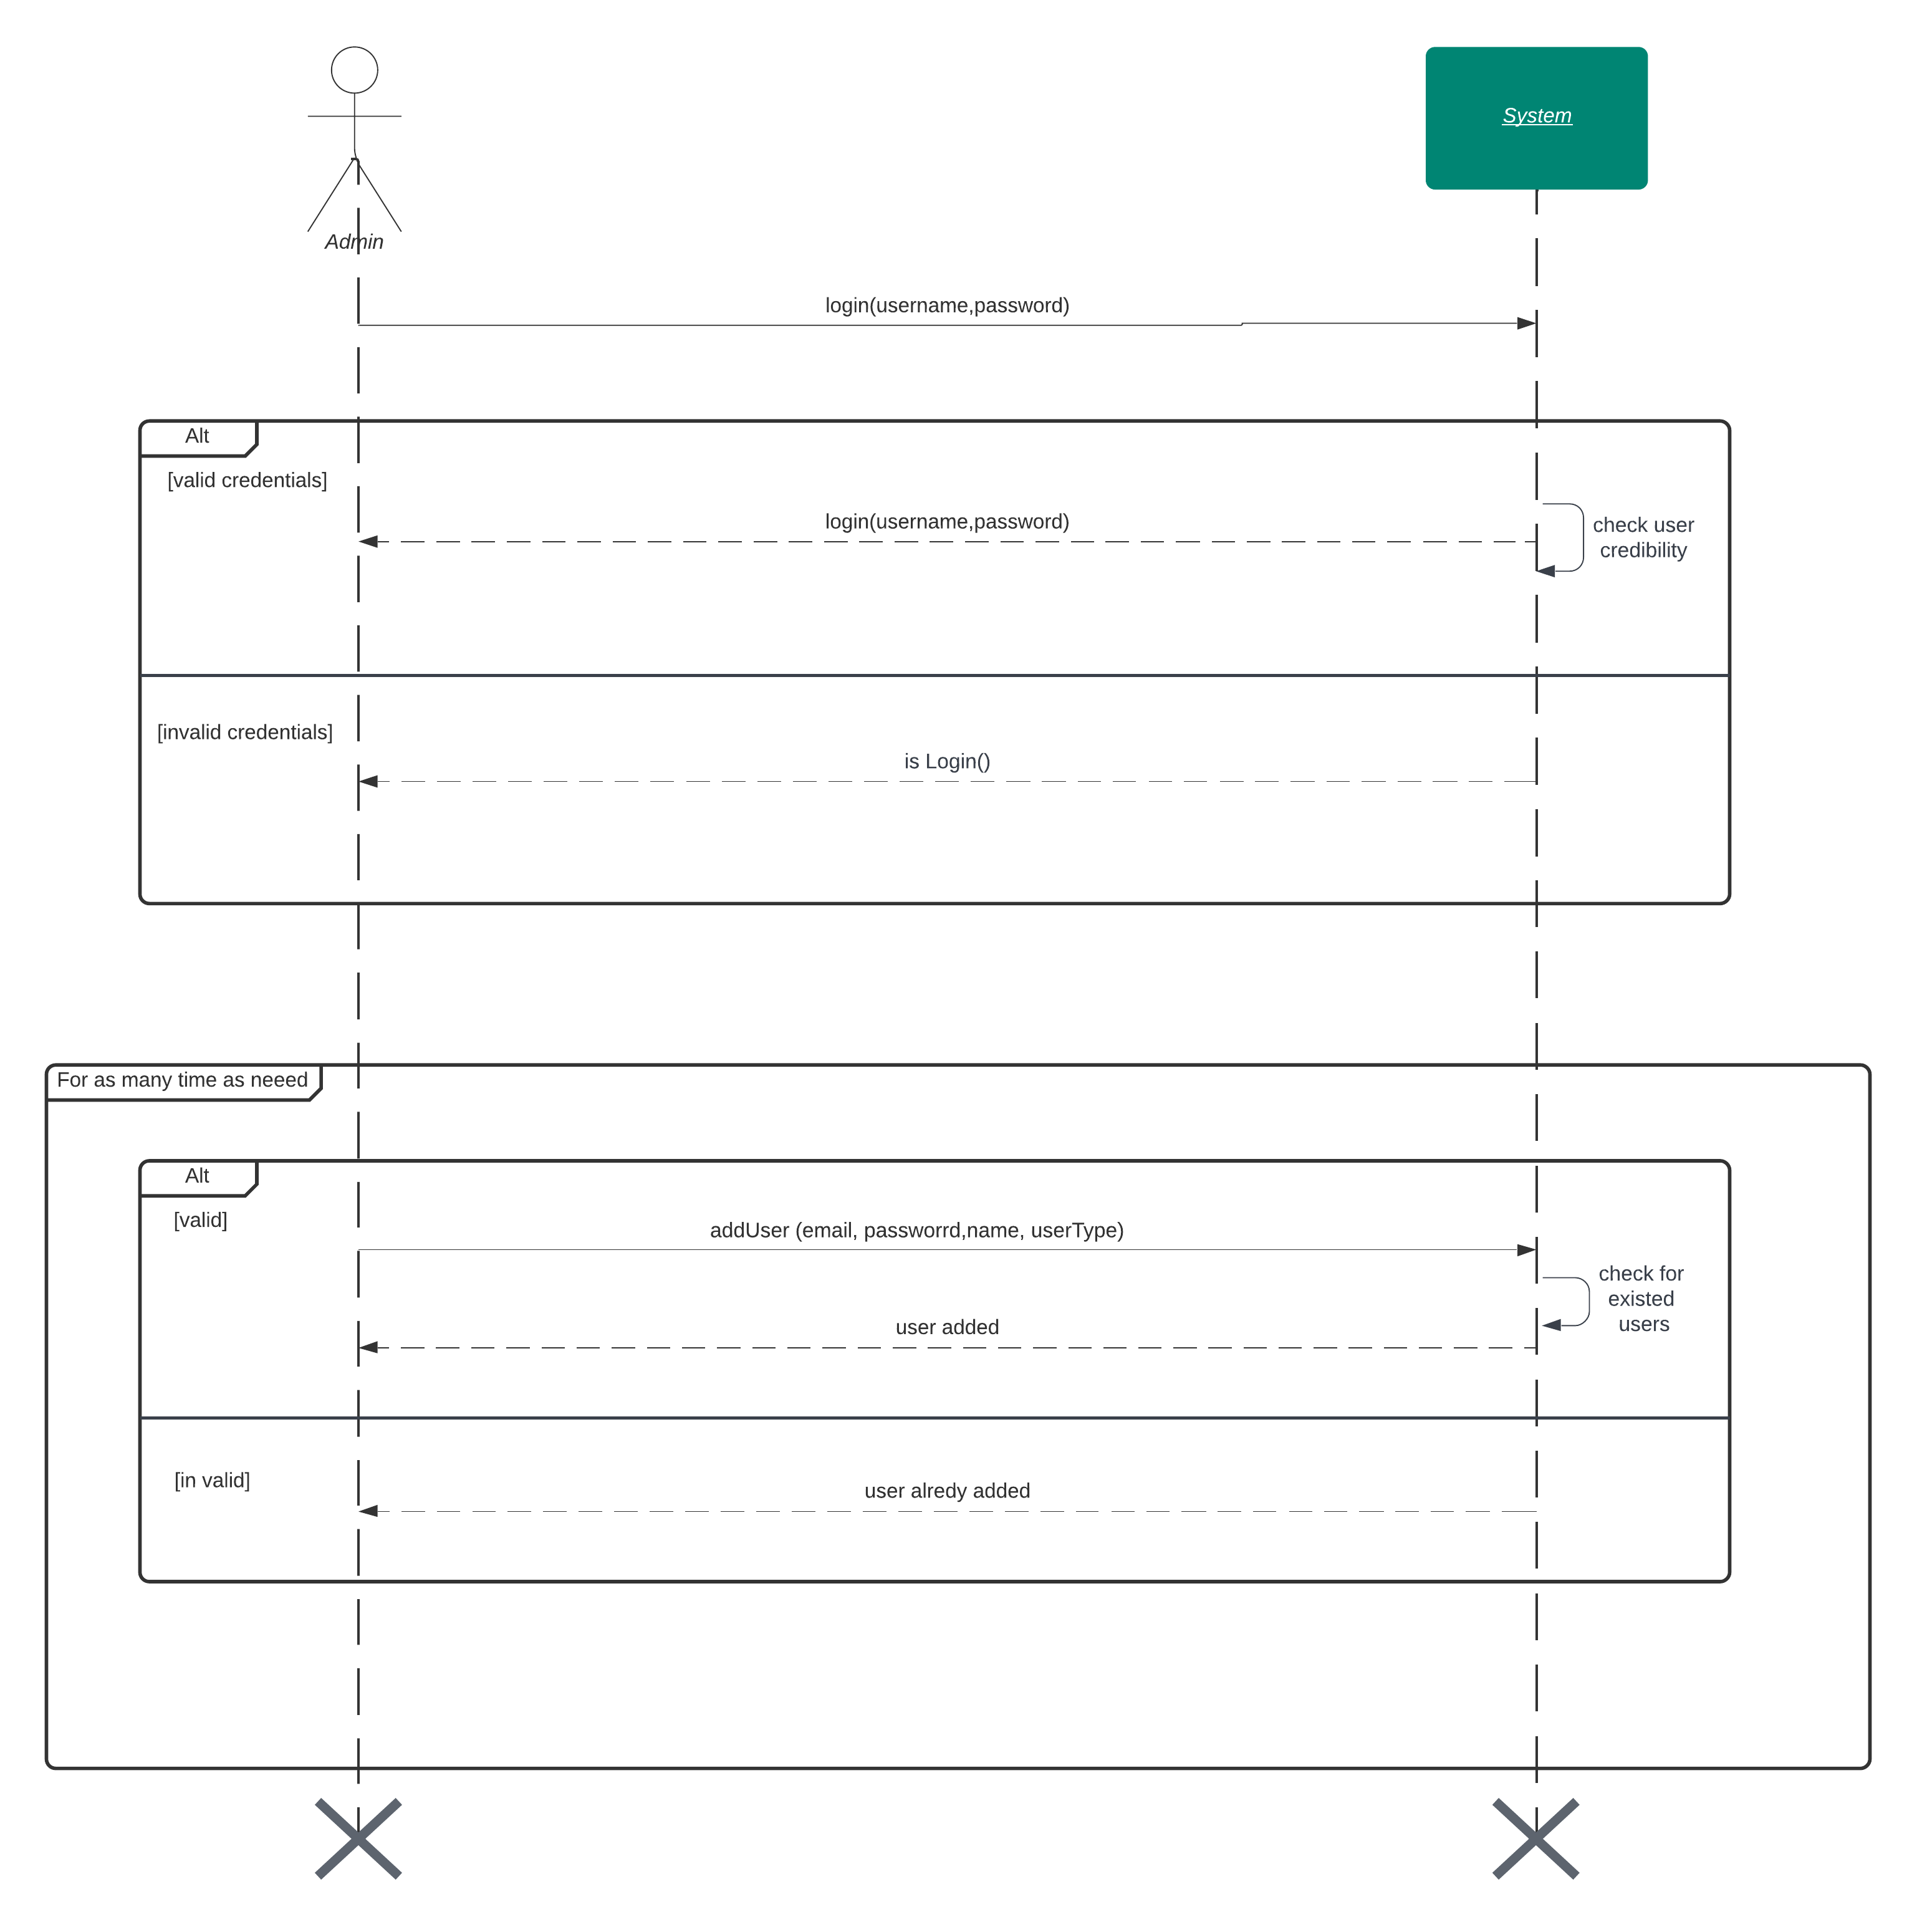 System
Admin
login(username,password)
Alt
[valid credentials]
login(username,password)
check user
credibility
[invalid credentials]
is Login()
For as many time as neeed
Alt
[valid]
addUser (email, passworrd,name, userType)
check for
existed
users
user added
[in valid]
user alredy added